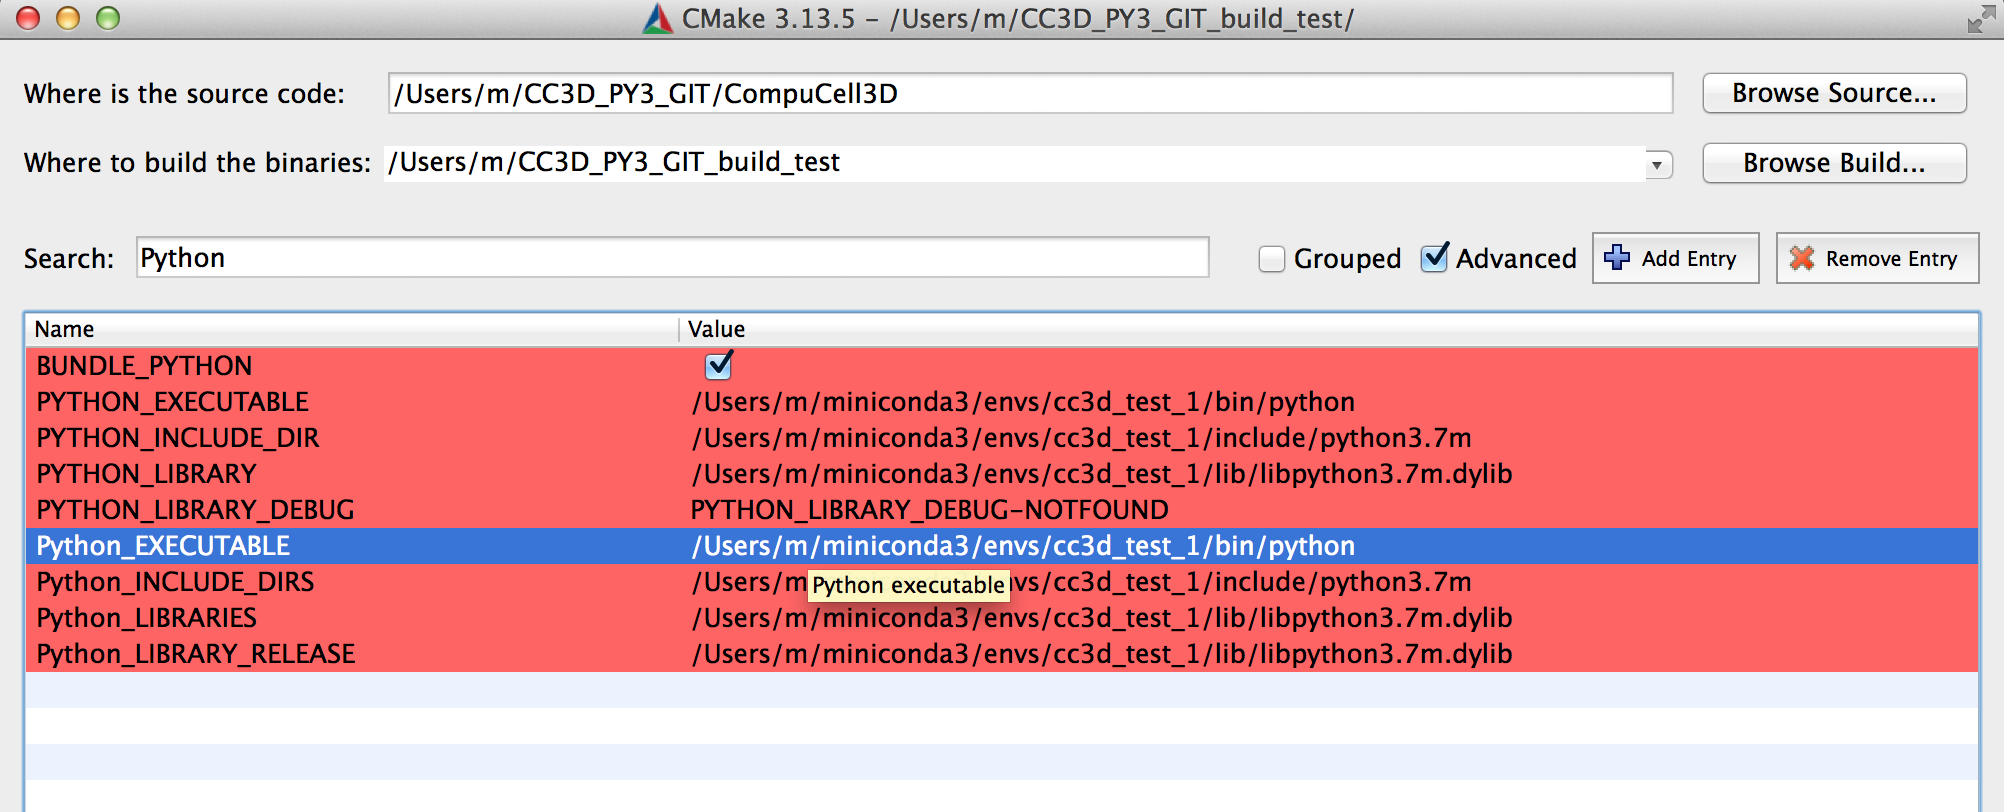 CMake 3.13.5 - /Users/m/CC3D_PY3_GIT_build_test/
Where is the source code: /Users/m/CC3D_PY3_GIT/CompuCell3D Browse Source...
Where to build the binaries: /Users/m/CC3D_PY3_GIT_build_test Browse Build...
Search: Python Grouped Advanced Add Entry Remove Entry
Name Value
BUNDLE_PYTHON
PYTHON_EXECUTABLE /Users/m/miniconda3/envs/cc3d_test_1/bin/python
PYTHON_INCLUDE_DIR /Users/m/miniconda3/envs/cc3d_test_1/include/python3.7m
PYTHON_LIBRARY /Users/m/miniconda3/envs/cc3d_test_1/lib/libpython3.7m.dylib
PYTHON_LIBRARY_DEBUG PYTHON_LIBRARY_DEBUG-NOTFOUND
Python_EXECUTABLE /Users/m/miniconda3/envs/cc3d_test_1/bin/python
Python_INCLUDE_DIRS /Users/m Python executable nvs/cc3d_test_1/include/python3.7m
Python_LIBRARIES /Users/m/miniconda3/envs/cc3d_test_1/lib/libpython3.7m.dylib
Python_LIBRARY_RELEASE /Users/m/miniconda3/envs/cc3d_test_1/lib/libpython3.7m.dylib